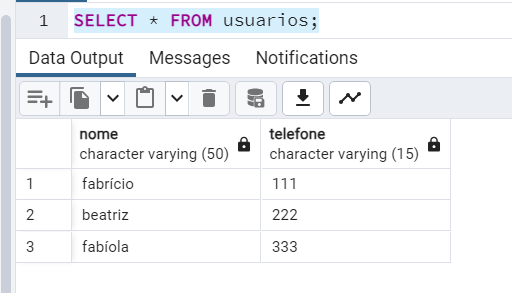 1 SELECT * FROM usuarios;
Data Output Messages Notifications
nome telefone
character varying (50) character varying (15)
1 fabrício 111
2 beatriz 222
3 fabíola 333